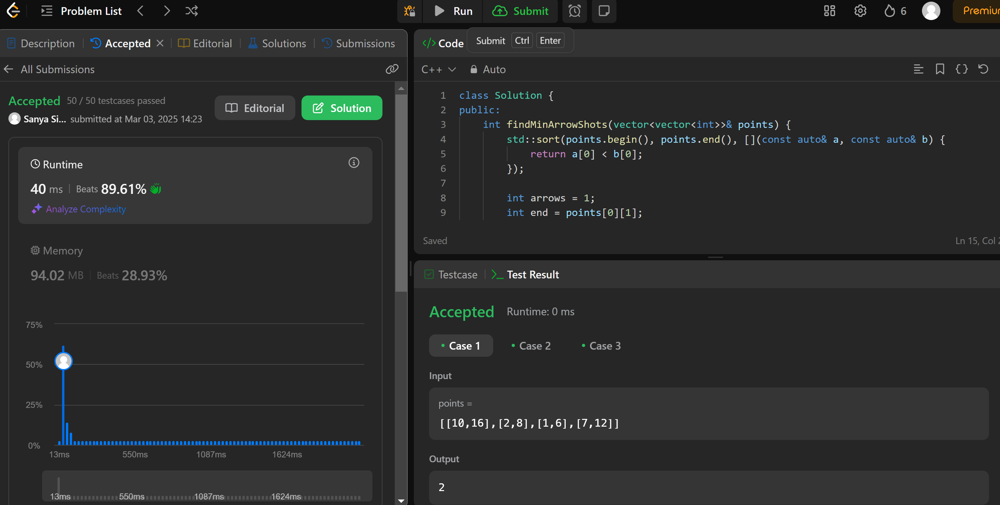 Problem List
Run
Submit
6
Premium
Description
Accepted
Editorial
Solutions
Submissions
All Submissions
Accepted 50 / 50 testcases passed
Sanya Si... submitted at Mar 03, 2025 14:23
Editorial
Solution
Runtime
40 ms Beats 89.61%
Analyze Complexity
Memory
94.02 MB Beats 28.93%
75%
50%
25%
0%
13ms 550ms 1087ms 1624ms
13ms 550ms 1087ms 1624ms
</> Code
Submit Ctrl Enter
C++ Auto
1 class Solution {
2 public:
3 int findMinArrowShots(vector<vector<int>>& points) {
4 std::sort(points.begin(), points.end(), [](const auto& a, const auto& b) {
5 return a[0] < b[0];
6 });
7
8 int arrows = 1;
9 int end = points[0][1];
Saved
Ln 15, Col
Testcase
Test Result
Accepted Runtime: 0 ms
Case 1 Case 2 Case 3
Input
points =
[[10,16],[2,8],[1,6],[7,12]]
Output
2